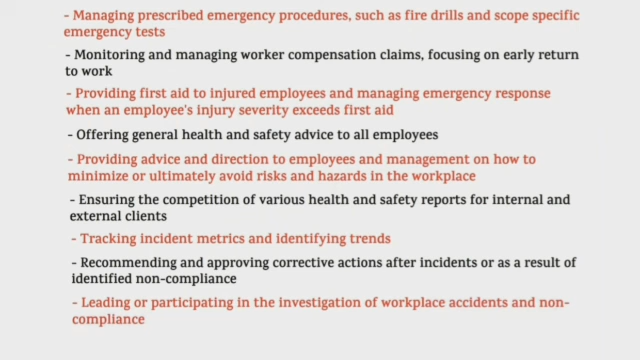 - Managing prescribed emergency procedures, such as fire drills and scope specific
emergency tests
- Monitoring and managing worker compensation claims, focusing on early return
to work
- Providing first aid to injured employees and managing emergency response
when an employee's injury severity exceeds first aid
- Offering general health and safety advice to all employees
- Providing advice and direction to employees and management on how to
minimize or ultimately avoid risks and hazards in the workplace
- Ensuring the competition of various health and safety reports for internal and
external clients
- Tracking incident metrics and identifying trends
- Recommending and approving corrective actions after incidents or as a result of
identified non-compliance
- Leading or participating in the investigation of workplace accidents and non-
compliance